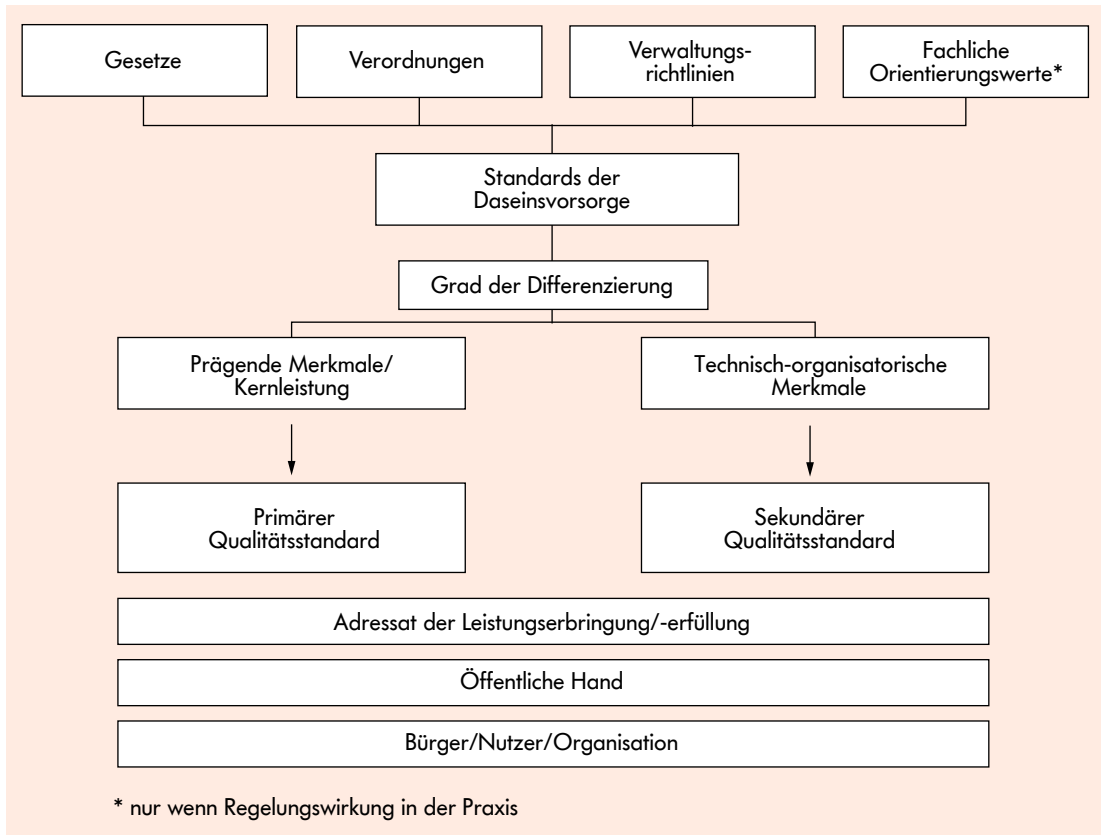 Gesetze
Verordnungen
Verwaltungs-
richtlinien
Fachliche
Orientierungswerte*
Standards der
Daseinsvorsorge
Grad der Differenzierung
Prägende Merkmale/
Kernleistung
Technisch-organisatorische
Merkmale
Primärer
Qualitätsstandard
Sekundärer
Qualitätsstandard
Adressat der Leistungserbringung/-erfüllung
Öffentliche Hand
Bürger/Nutzer/Organisation
* nur wenn Regelungswirkung in der Praxis